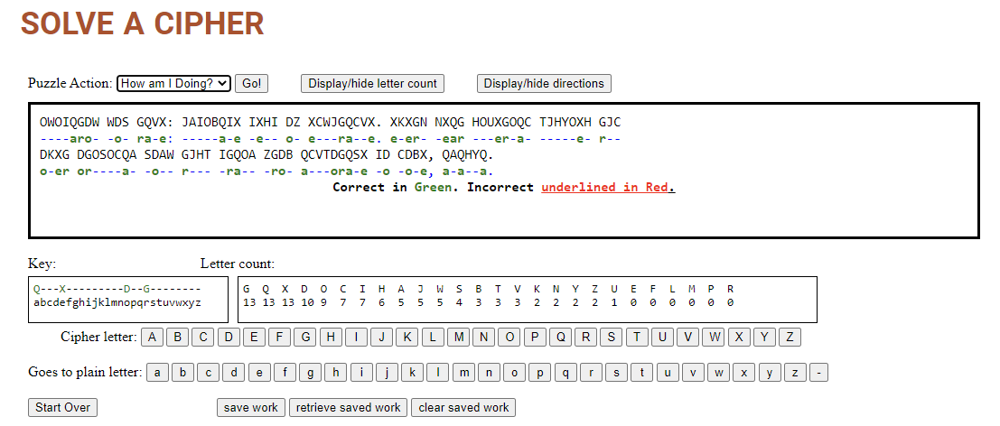 SOLVE A CIPHER
Puzzle Action: How am I Doing? Go! Display/hide letter count Display/hide directions
OWOIQGDW WDS GQVX: JAIOBQIX IXHI DZ XCWJGQCVX. XKXGN NXQG HOUXGOQC TJHYOXH GJC
----aro- -o- ra-e: -----a-e -e-- o- e---ra--e. e-er- -ear ---er-a- -----e- r--
DKXG DGOSOCQA SDAW GJHT IGQOA ZGDB QCVTDGQSX ID CDBX, QAQHYQ.
o-er or----a- -o-- r--- -ra-- -ro- a---ora-e -o -o-e, a-a--a.
Correct in Green. Incorrect underlined in Red.
Key: Letter count:
Q---X---------D--G-------- G Q X D O C I H A J W S B T V K N Y Z U E F L M P R
abcdefghijklmnopqrstuvwxyz 13 13 13 10 9 7 7 6 5 5 5 4 3 3 3 2 2 2 2 1 0 0 0 0 0 0
Cipher letter: A B C D E F G H I J K L M N O P Q R S T U V W X Y Z
Goes to plain letter: a b c d e f g h i j k l m n o p q r s t u v w x y z -
Start Over save work retrieve saved work clear saved work